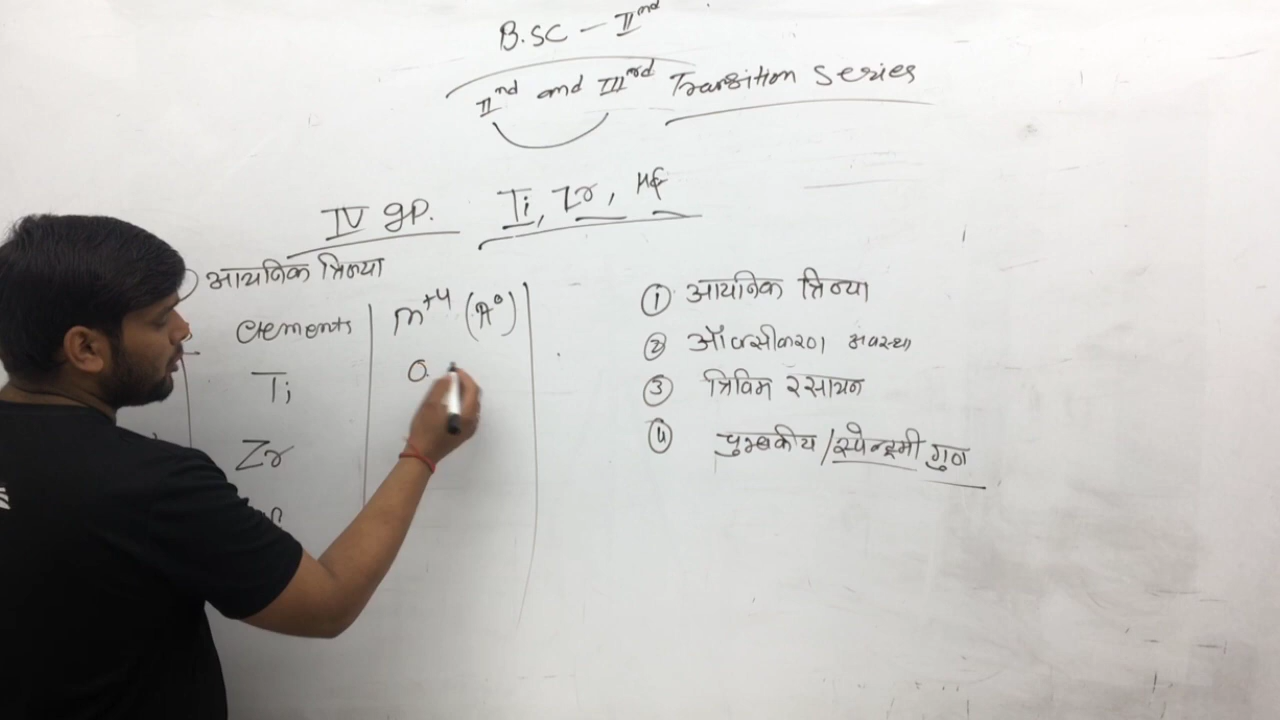 B.SC - IInd
IInd and IIIrd Transition Series
IV gp. Ti, Zr, Hf
आयनिक त्रिज्या
Elements M+4 (A°)
Ti 0.
Zr
① आयनिक त्रिज्या
② ऑक्सीकरण अवस्था
③ त्रिविम रसायन
④ चुम्बकीय / स्पेक्ट्रमी गुण